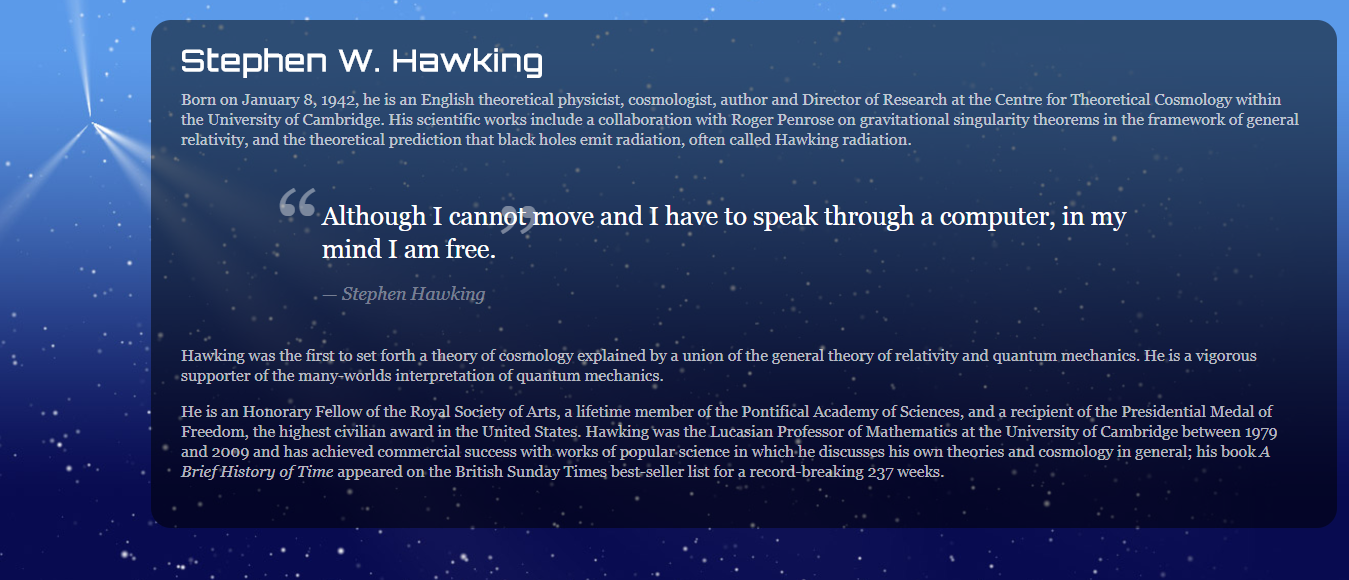 Stephen W. Hawking
Born on January 8, 1942, he is an English theoretical physicist, cosmologist, author and Director of Research at the Centre for Theoretical Cosmology within
the University of Cambridge. His scientific works include a collaboration with Roger Penrose on gravitational singularity theorems in the framework of general
relativity, and the theoretical prediction that black holes emit radiation, often called Hawking radiation.
“Although I cannot move and I have to speak through a computer, in my
mind I am free.”
— Stephen Hawking
Hawking was the first to set forth a theory of cosmology explained by a union of the general theory of relativity and quantum mechanics. He is a vigorous
supporter of the many-worlds interpretation of quantum mechanics.
He is an Honorary Fellow of the Royal Society of Arts, a lifetime member of the Pontifical Academy of Sciences, and a recipient of the Presidential Medal of
Freedom, the highest civilian award in the United States. Hawking was the Lucasian Professor of Mathematics at the University of Cambridge between 1979
and 2009 and has achieved commercial success with works of popular science in which he discusses his own theories and cosmology in general; his book A
Brief History of Time appeared on the British Sunday Times best-seller list for a record-breaking 237 weeks.